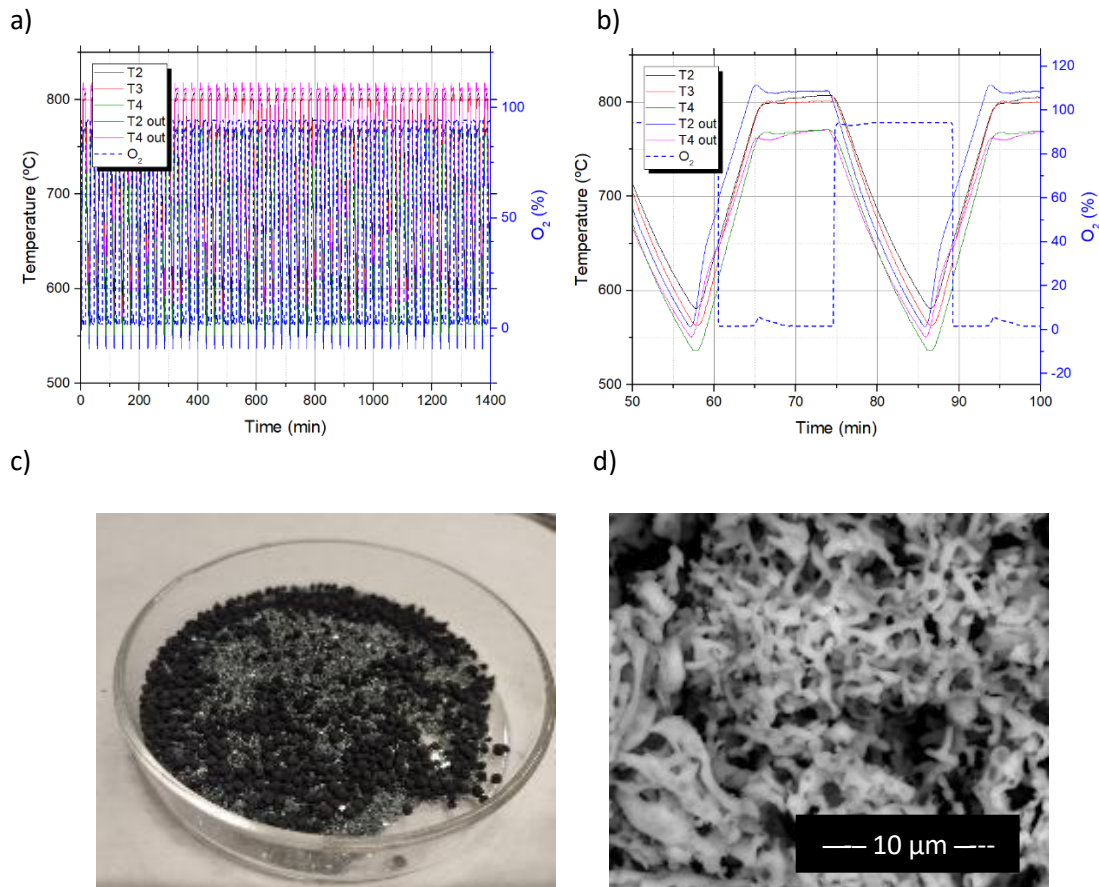 a)
T2
T3
T4
T2 out
T4 out
O2
800
700
600
500
Temperature (ºC)
100
50
0
O2 (%)
0 200 400 600 800 1000 1200 1400
Time (min)
b)
T2
T3
T4
T2 out
T4 out
O2
800
700
600
500
Temperature (ºC)
120
100
80
60
40
20
0
-20
O2 (%)
50 60 70 80 90 100
Time (min)
c)
d)
10 µm